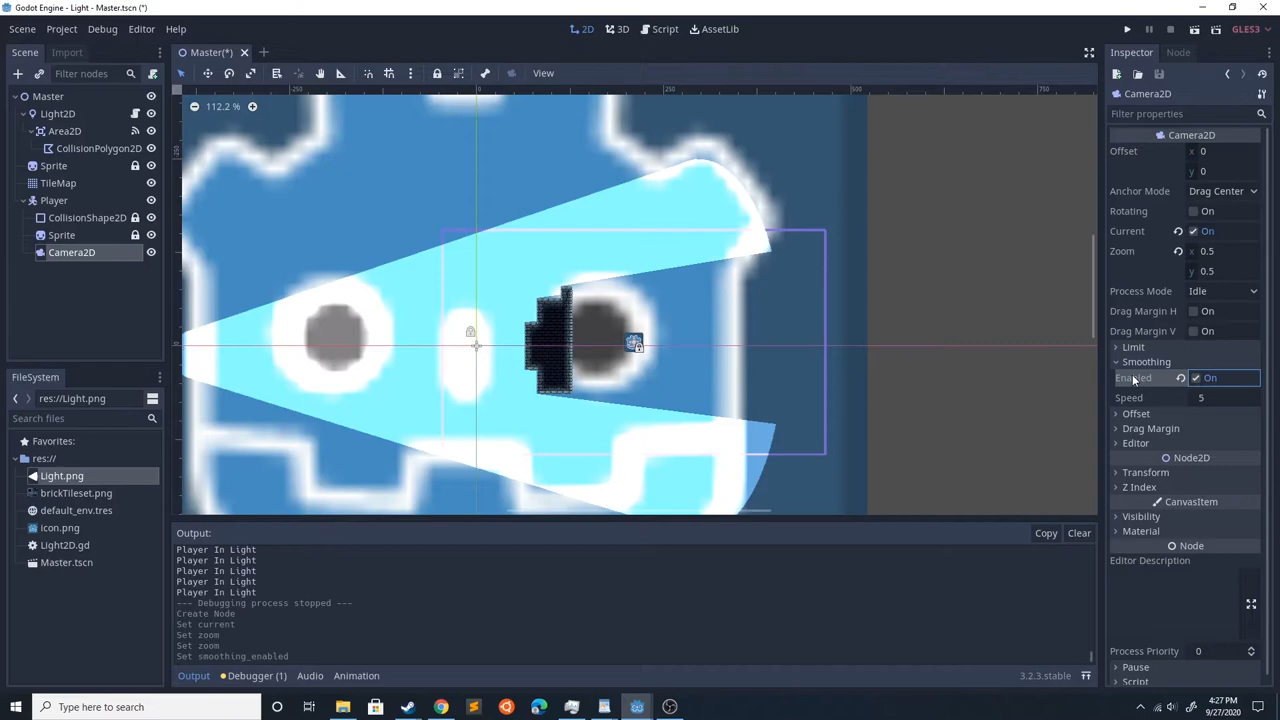 Godot Engine - Light - Master.tscn (*)
Scene Project Debug Editor Help
2D 3D Script AssetLib
GLES3
Scene Import
Filter nodes
Master
Light2D
Area2D
CollisionPolygon2D
Sprite
TileMap
Player
CollisionShape2D
Sprite
Camera2D
FileSystem
res://Light.png
Search files
Favorites:
res://
Light.png
brickTileset.png
default_env.tres
icon.png
Light2D.gd
Master.tscn
Master(*)
View
112.2 %
-250 0 250 500 750
-250
0
Output:
Copy Clear
Player In Light
Player In Light
Player In Light
Player In Light
Player In Light
--- Debugging process stopped ---
Create Node
Set current
Set zoom
Set zoom
Set smoothing_enabled
Output Debugger (1) Audio Animation
3.2.3.stable
Inspector Node
Camera2D
Filter properties
Camera2D
Offset x 0
y 0
Anchor Mode Drag Center
Rotating On
Current On
Zoom x 0.5
y 0.5
Process Mode Idle
Drag Margin H On
Drag Margin V On
Limit
Smoothing
Enabled On
Speed 5
Offset
Drag Margin
Editor
Node2D
Transform
Z Index
CanvasItem
Visibility
Material
Node
Editor Description
Process Priority 0
Pause
Script
Type here to search
4:27 PM
9/27/2020